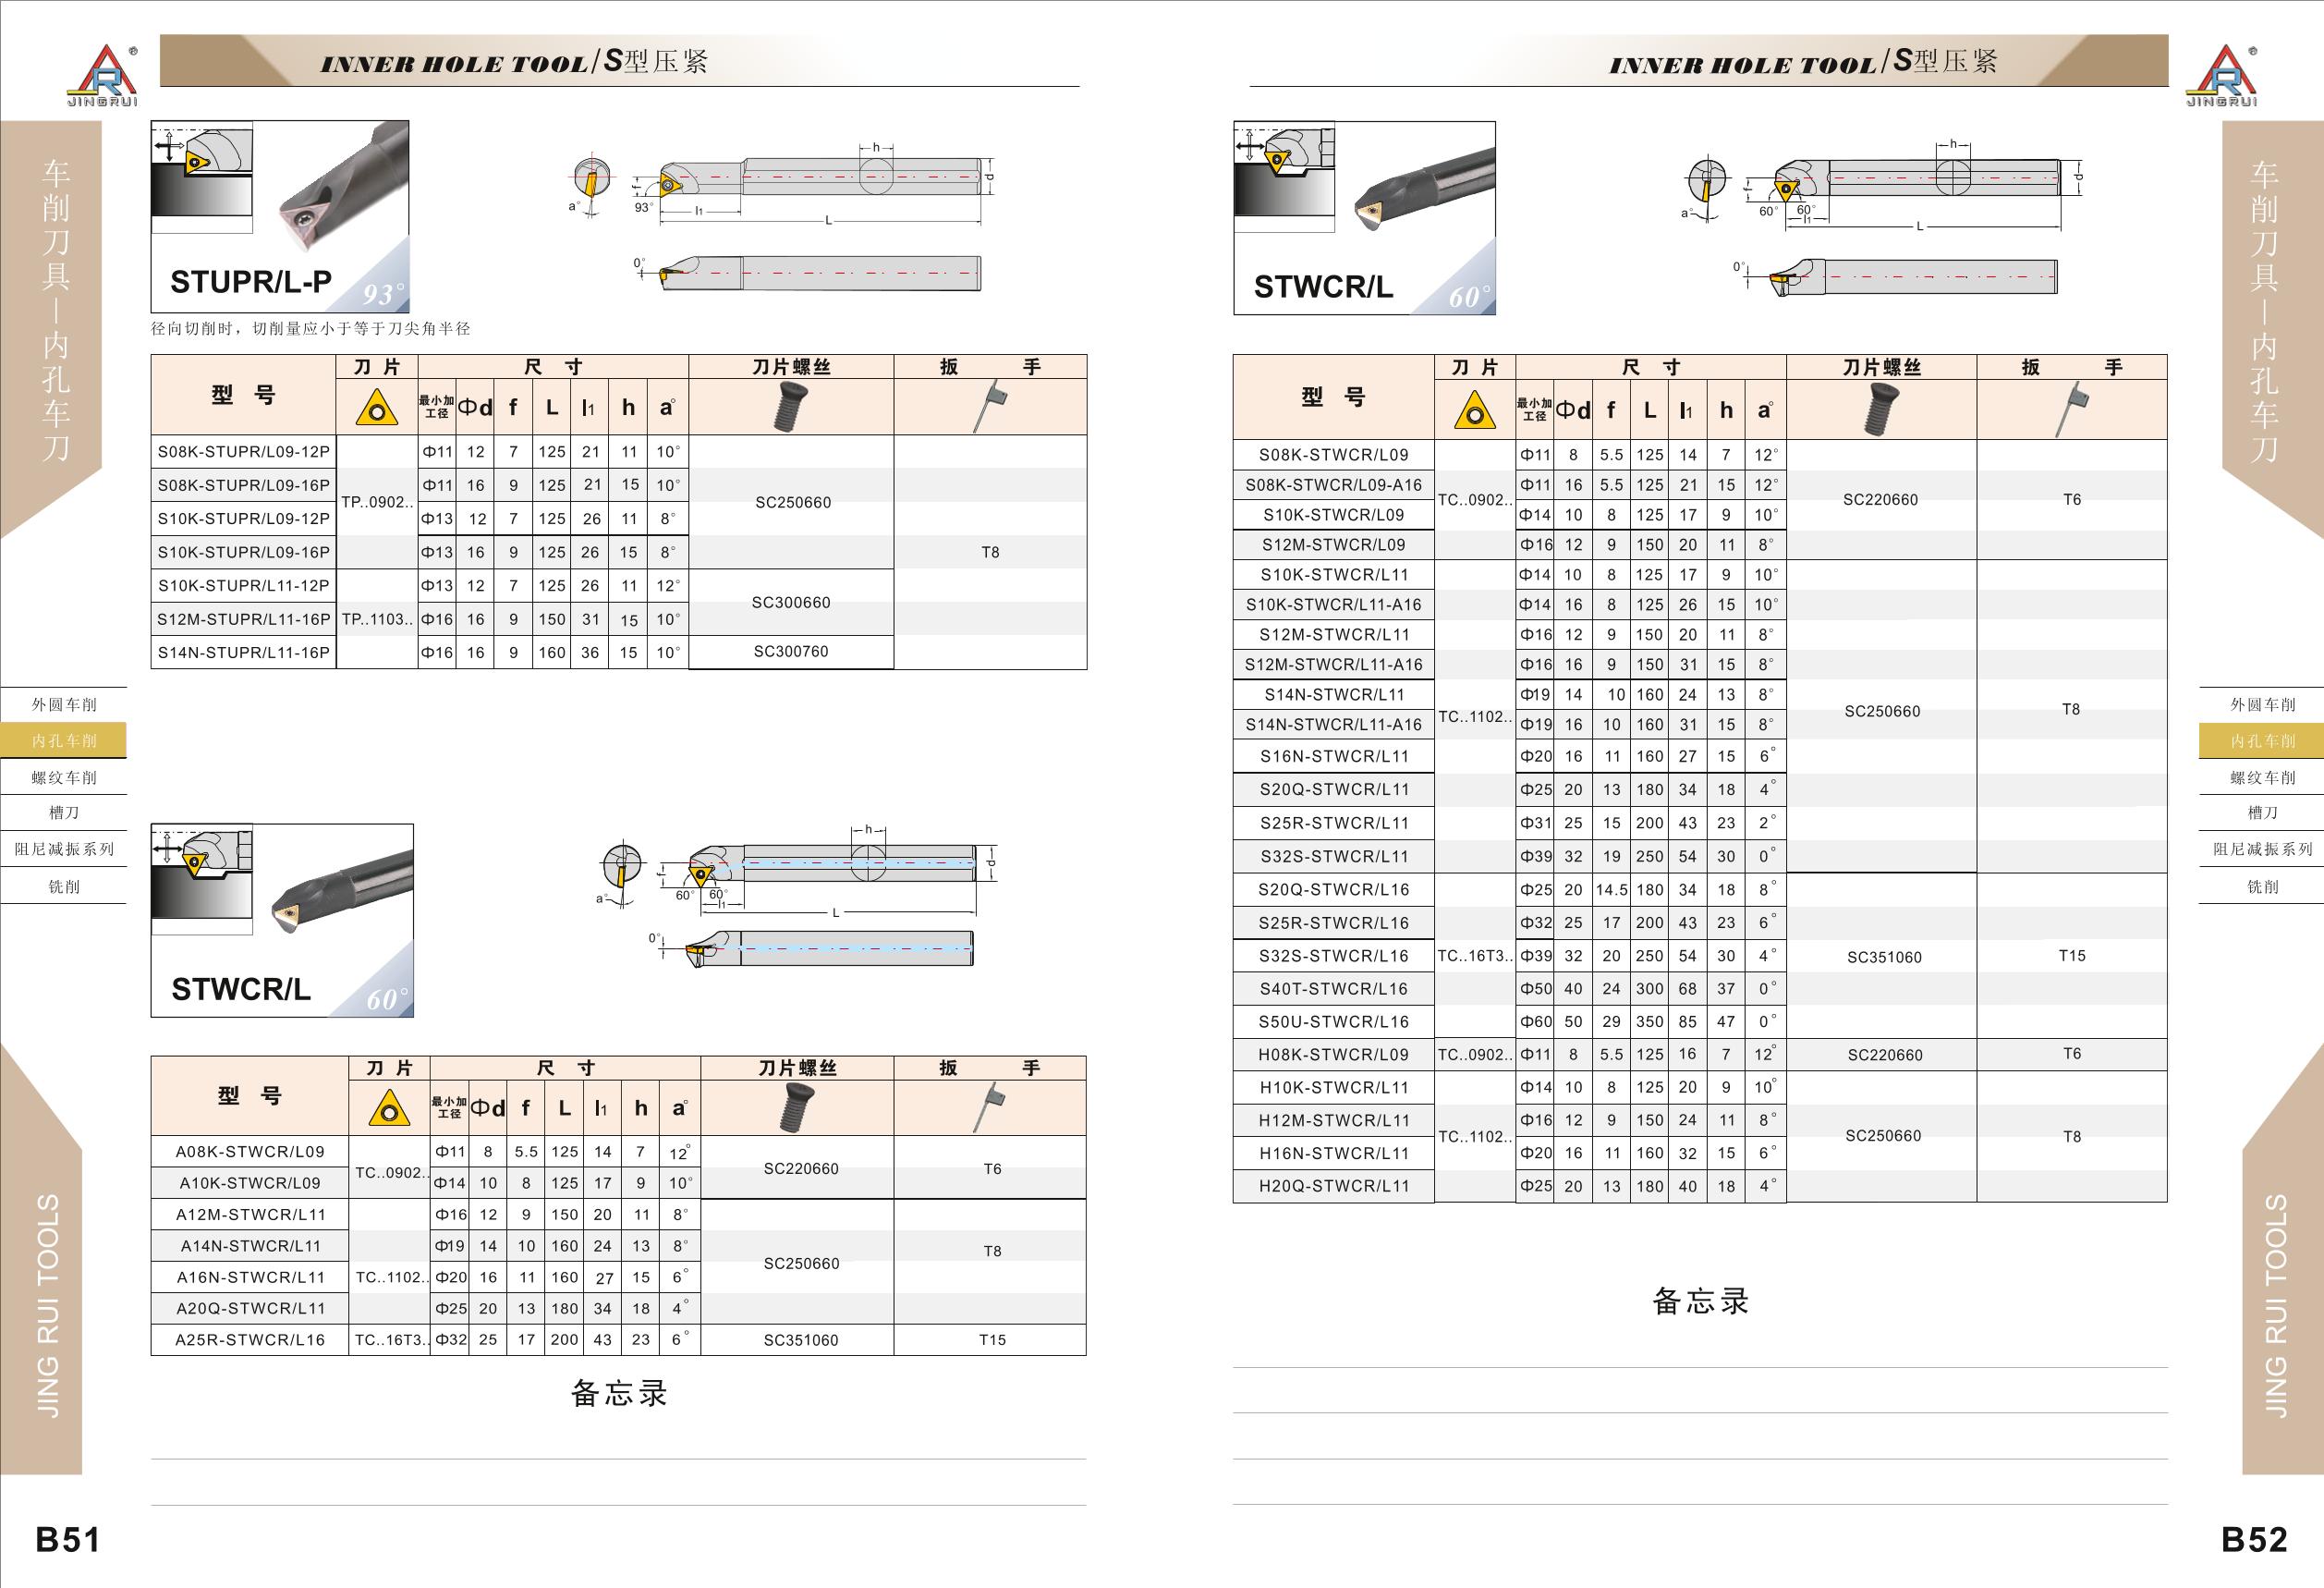 INNER HOLE TOOL/S型压紧
JINGRUI
车削刀具—内孔车刀
STUPR/L-P
93°
a°
93°
f
l1
h
d
L
0°
径向切削时，切削量应小于等于刀尖角半径
型 号 刀 片 尺 寸 刀片螺丝 扳 手
最小加工径 Φd f L l1 h a°
S08K-STUPR/L09-12P TP..0902.. Φ11 12 7 125 21 11 10° SC250660 T8
S08K-STUPR/L09-16P Φ11 16 9 125 21 15 10°
S10K-STUPR/L09-12P Φ13 12 7 125 26 11 8°
S10K-STUPR/L09-16P Φ13 16 9 125 26 15 8°
S10K-STUPR/L11-12P TP..1103.. Φ13 12 7 125 26 11 12° SC300660
S12M-STUPR/L11-16P Φ16 16 9 150 31 15 10°
S14N-STUPR/L11-16P Φ16 16 9 160 36 15 10° SC300760
外圆车削
内孔车削
螺纹车削
槽刀
阻尼减振系列
铣削
STWCR/L
60°
a°
60° 60°
f
l1
h
d
L
0°
型 号 刀 片 尺 寸 刀片螺丝 扳 手
最小加工径 Φd f L l1 h a°
A08K-STWCR/L09 TC..0902.. Φ11 8 5.5 125 14 7 12° SC220660 T6
A10K-STWCR/L09 Φ14 10 8 125 17 9 10°
A12M-STWCR/L11 TC..1102.. Φ16 12 9 150 20 11 8° SC250660 T8
A14N-STWCR/L11 Φ19 14 10 160 24 13 8°
A16N-STWCR/L11 Φ20 16 11 160 27 15 6°
A20Q-STWCR/L11 Φ25 20 13 180 34 18 4°
A25R-STWCR/L16 TC..16T3.. Φ32 25 17 200 43 23 6° SC351060 T15
备忘录
JING RUI TOOLS
B51
INNER HOLE TOOL/S型压紧
JINGRUI
车削刀具—内孔车刀
STWCR/L
60°
a°
60° 60°
f
l1
h
d
L
0°
型 号 刀 片 尺 寸 刀片螺丝 扳 手
最小加工径 Φd f L l1 h a°
S08K-STWCR/L09 TC..0902.. Φ11 8 5.5 125 14 7 12° SC220660 T6
S08K-STWCR/L09-A16 Φ11 16 5.5 125 21 15 12°
S10K-STWCR/L09 Φ14 10 8 125 17 9 10°
S12M-STWCR/L09 Φ16 12 9 150 20 11 8°
S10K-STWCR/L11 TC..1102.. Φ14 10 8 125 17 9 10° SC250660 T8
S10K-STWCR/L11-A16 Φ14 16 8 125 26 15 10°
S12M-STWCR/L11 Φ16 12 9 150 20 11 8°
S12M-STWCR/L11-A16 Φ16 16 9 150 31 15 8°
S14N-STWCR/L11 Φ19 14 10 160 24 13 8°
S14N-STWCR/L11-A16 Φ19 16 10 160 31 15 8°
S16N-STWCR/L11 Φ20 16 11 160 27 15 6°
S20Q-STWCR/L11 Φ25 20 13 180 34 18 4°
S25R-STWCR/L11 Φ31 25 15 200 43 23 2°
S32S-STWCR/L11 Φ39 32 19 250 54 30 0°
S20Q-STWCR/L16 TC..16T3.. Φ25 20 14.5 180 34 18 8° SC351060 T15
S25R-STWCR/L16 Φ32 25 17 200 43 23 6°
S32S-STWCR/L16 Φ39 32 20 250 54 30 4°
S40T-STWCR/L16 Φ50 40 24 300 68 37 0°
S50U-STWCR/L16 Φ60 50 29 350 85 47 0°
H08K-STWCR/L09 TC..0902.. Φ11 8 5.5 125 16 7 12° SC220660 T6
H10K-STWCR/L11 TC..1102.. Φ14 10 8 125 20 9 10° SC250660 T8
H12M-STWCR/L11 Φ16 12 9 150 24 11 8°
H16N-STWCR/L11 Φ20 16 11 160 32 15 6°
H20Q-STWCR/L11 Φ25 20 13 180 40 18 4°
备忘录
外圆车削
内孔车削
螺纹车削
槽刀
阻尼减振系列
铣削
JING RUI TOOLS
B52